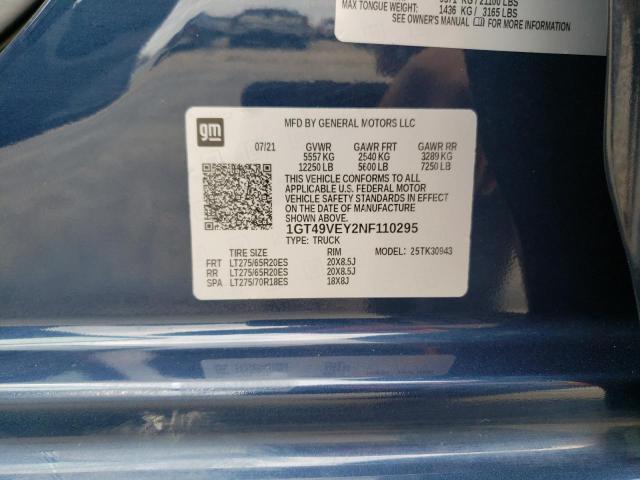 MAX TONGUE WEIGHT: 1436 KG / 3165 LBS
SEE OWNER'S MANUAL FOR MORE INFORMATION
gm
MFD BY GENERAL MOTORS LLC
07/21 GVWR GAWR FRT GAWR RR
5557 KG 2540 KG 3289 KG
12250 LB 5600 LB 7250 LB
THIS VEHICLE CONFORMS TO ALL
APPLICABLE U.S. FEDERAL MOTOR
VEHICLE SAFETY STANDARDS IN EFFECT
ON THE DATE OF MANUFACTURE SHOWN ABOVE.
1GT49VEY2NF110295
TYPE: TRUCK
TIRE SIZE RIM MODEL: 25TK30943
FRT LT275/65R20ES 20X8.5J
RR LT275/65R20ES 20X8.5J
SPA LT275/70R18ES 18X8J